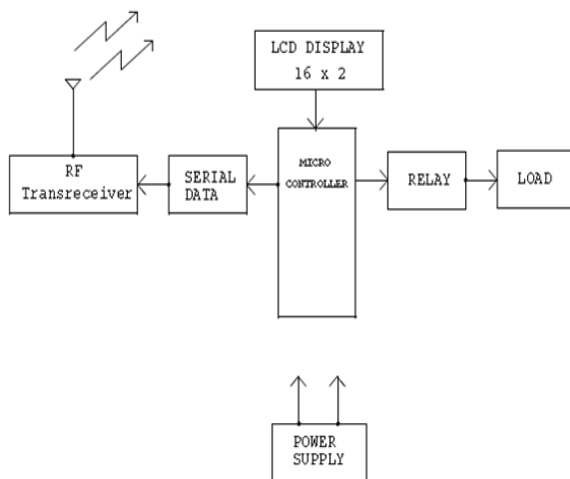 LCD DISPLAY
16 x 2
RF
Transreceiver
SERIAL
DATA
MICRO
CONTROLLER
RELAY
LOAD
POWER
SUPPLY